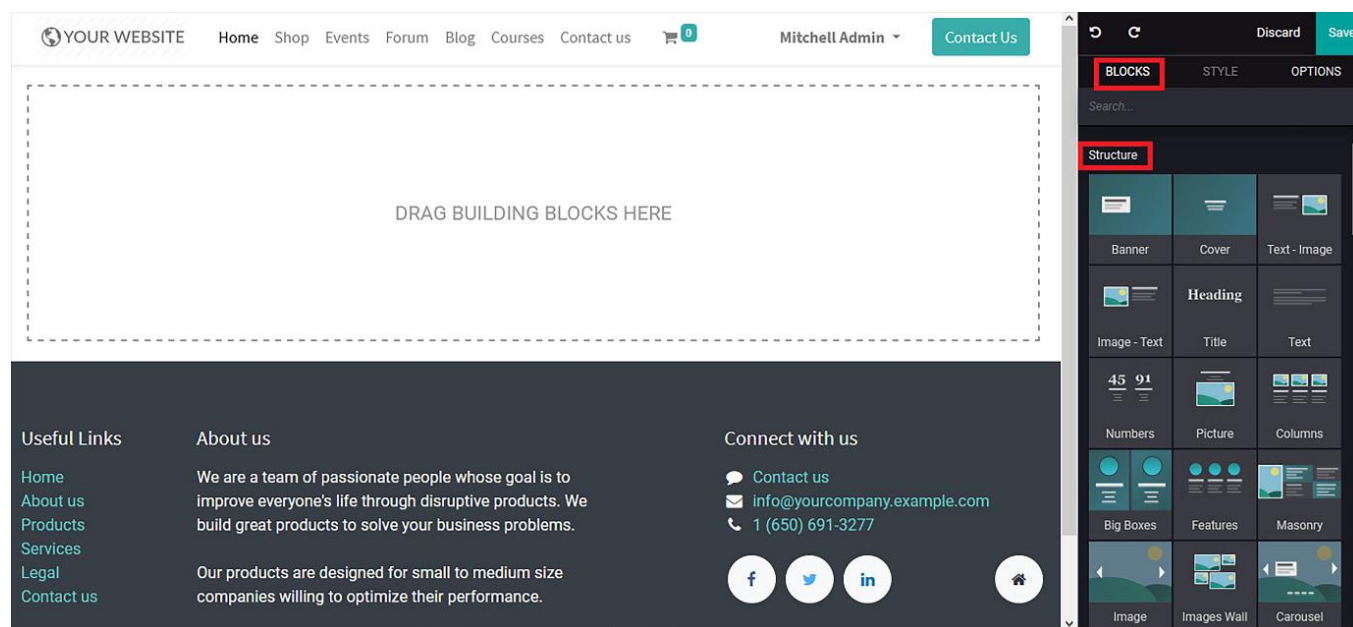 YOUR WEBSITE Home Shop Events Forum Blog Courses Contact us 0 Mitchell Admin Contact Us
DRAG BUILDING BLOCKS HERE
Useful Links
Home
About us
Products
Services
Legal
Contact us
About us
We are a team of passionate people whose goal is to
improve everyone's life through disruptive products. We
build great products to solve your business problems.
Our products are designed for small to medium size
companies willing to optimize their performance.
Connect with us
Contact us
info@yourcompany.example.com
1 (650) 691-3277
f in
Discard Save
BLOCKS STYLE OPTIONS
Search...
Structure
Banner Cover Text - Image
Heading
Image - Text Title Text
45 91
Numbers Picture Columns
Big Boxes Features Masonry
Image Images Wall Carousel